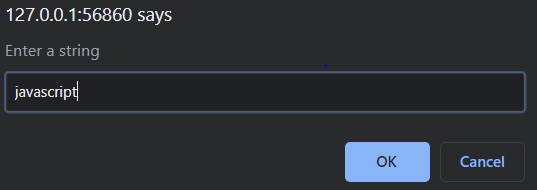 127.0.0.1:56860 says
Enter a string
javascript
OK Cancel